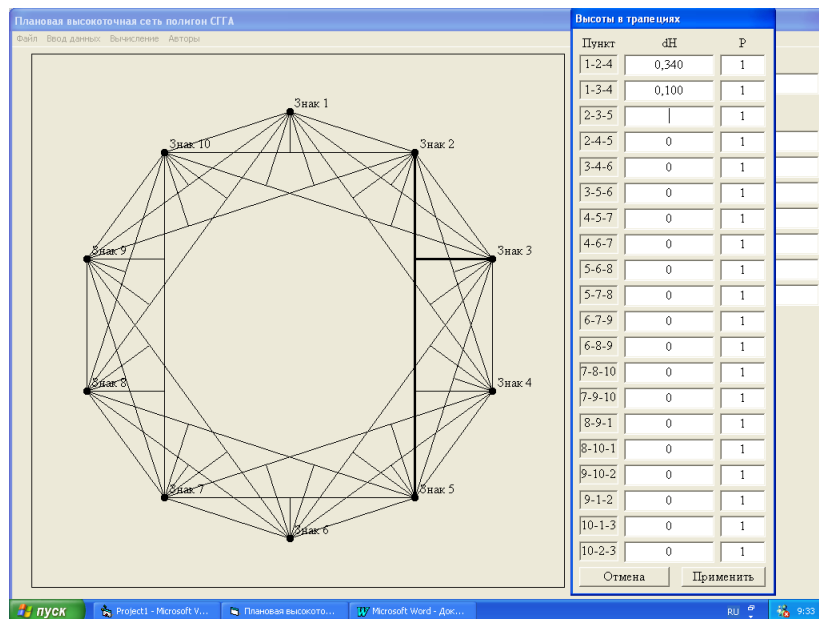 Плановая высокоточная сеть полигон СГГА
Файл Ввод данных Вычисление Авторы
Знак 1
Знак 10
Знак 2
Знак 9
Знак 3
Знак 8
Знак 4
Знак 7
Знак 5
Знак 6
Высоты в трапециях
Пункт dH P
1-2-4 0,340 1
1-3-4 0,100 1
2-3-5 1
2-4-5 0 1
3-4-6 0 1
3-5-6 0 1
4-5-7 0 1
4-6-7 0 1
5-6-8 0 1
5-7-8 0 1
6-7-9 0 1
6-8-9 0 1
7-8-10 0 1
7-9-10 0 1
8-9-1 0 1
8-10-1 0 1
9-10-2 0 1
9-1-2 0 1
10-1-3 0 1
10-2-3 0 1
Отмена Применить
пуск Project1 - Microsoft V... Плановая высокото... Microsoft Word - Док... RU 9:33